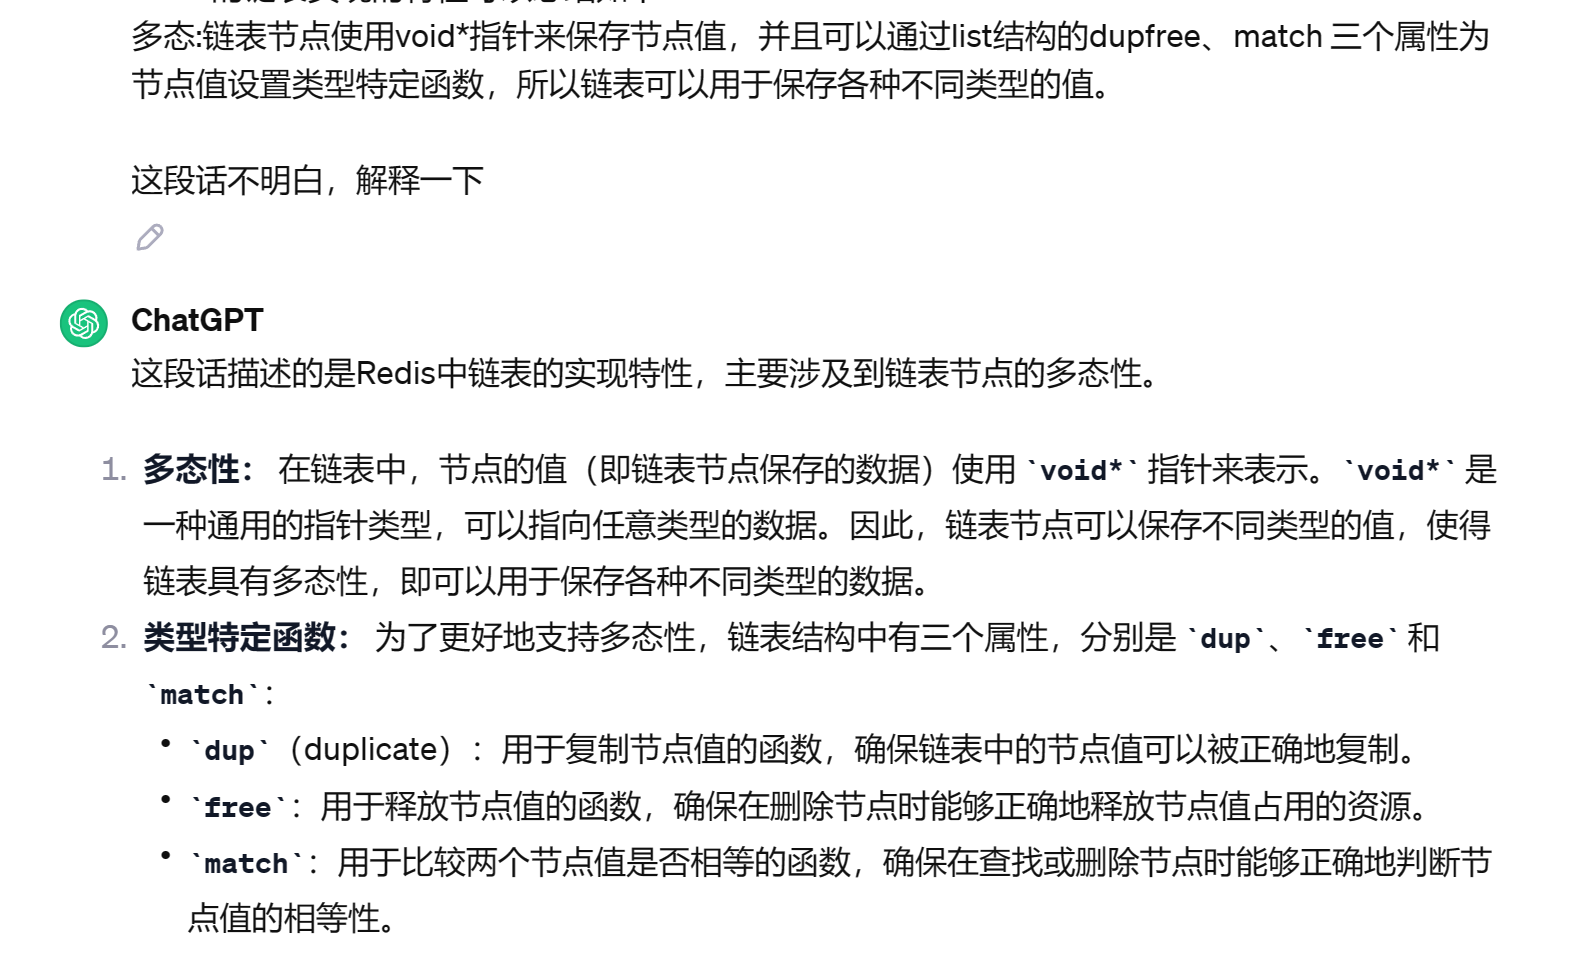 多态:链表节点使用void*指针来保存节点值，并且可以通过list结构的dupfree、match 三个属性为
节点值设置类型特定函数，所以链表可以用于保存各种不同类型的值。
这段话不明白，解释一下
ChatGPT
这段话描述的是Redis中链表的实现特性，主要涉及到链表节点的多态性。
1. 多态性： 在链表中，节点的值（即链表节点保存的数据）使用 `void*` 指针来表示。`void*` 是
一种通用的指针类型，可以指向任意类型的数据。因此，链表节点可以保存不同类型的值，使得
链表具有多态性，即可以用于保存各种不同类型的数据。
2. 类型特定函数： 为了更好地支持多态性，链表结构中有三个属性，分别是 `dup`、`free` 和
`match`：
• `dup`（duplicate）：用于复制节点值的函数，确保链表中的节点值可以被正确地复制。
• `free`：用于释放节点值的函数，确保在删除节点时能够正确地释放节点值占用的资源。
• `match`：用于比较两个节点值是否相等的函数，确保在查找或删除节点时能够正确地判断节
点值的相等性。